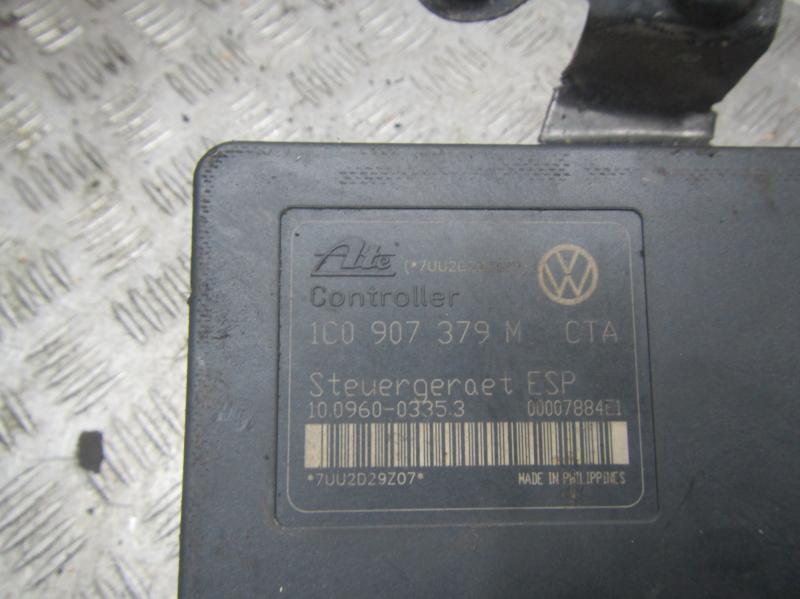 Ate
Controller
1C0 907 379 M CTA
Steuergeraet ESP
10.0960-0335.3 00007884E1
*7UU2D29Z07*
MADE IN PHILIPPINES